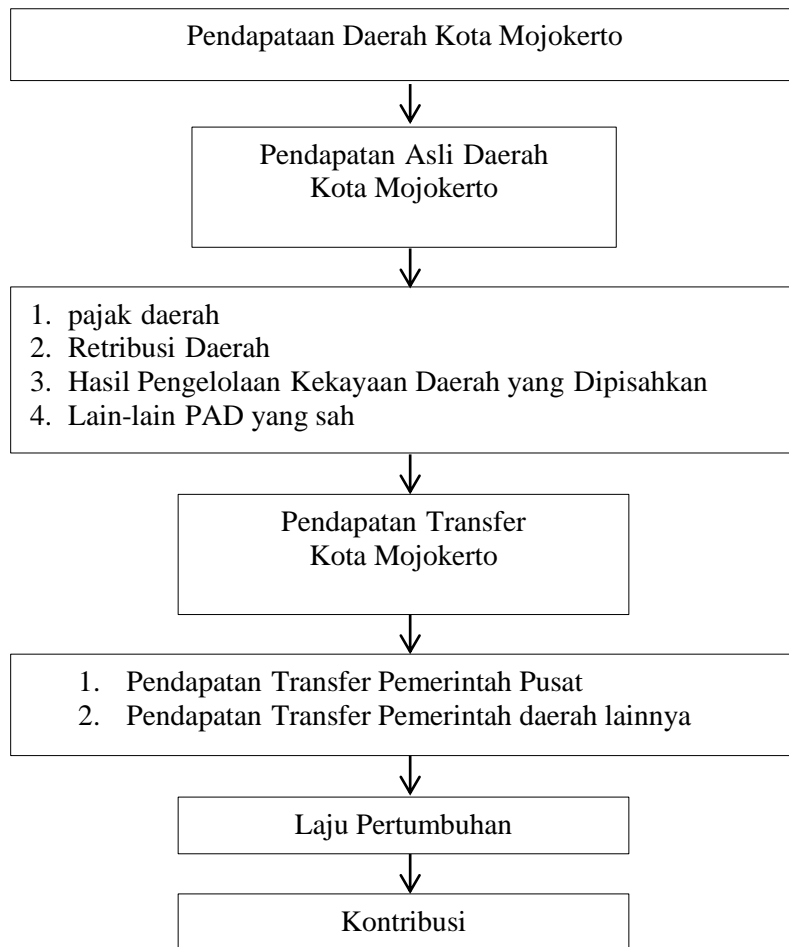 Pendapataan Daerah Kota Mojokerto
Pendapatan Asli Daerah
Kota Mojokerto
1. pajak daerah
2. Retribusi Daerah
3. Hasil Pengelolaan Kekayaan Daerah yang Dipisahkan
4. Lain-lain PAD yang sah
Pendapatan Transfer
Kota Mojokerto
1. Pendapatan Transfer Pemerintah Pusat
2. Pendapatan Transfer Pemerintah daerah lainnya
Laju Pertumbuhan
Kontribusi